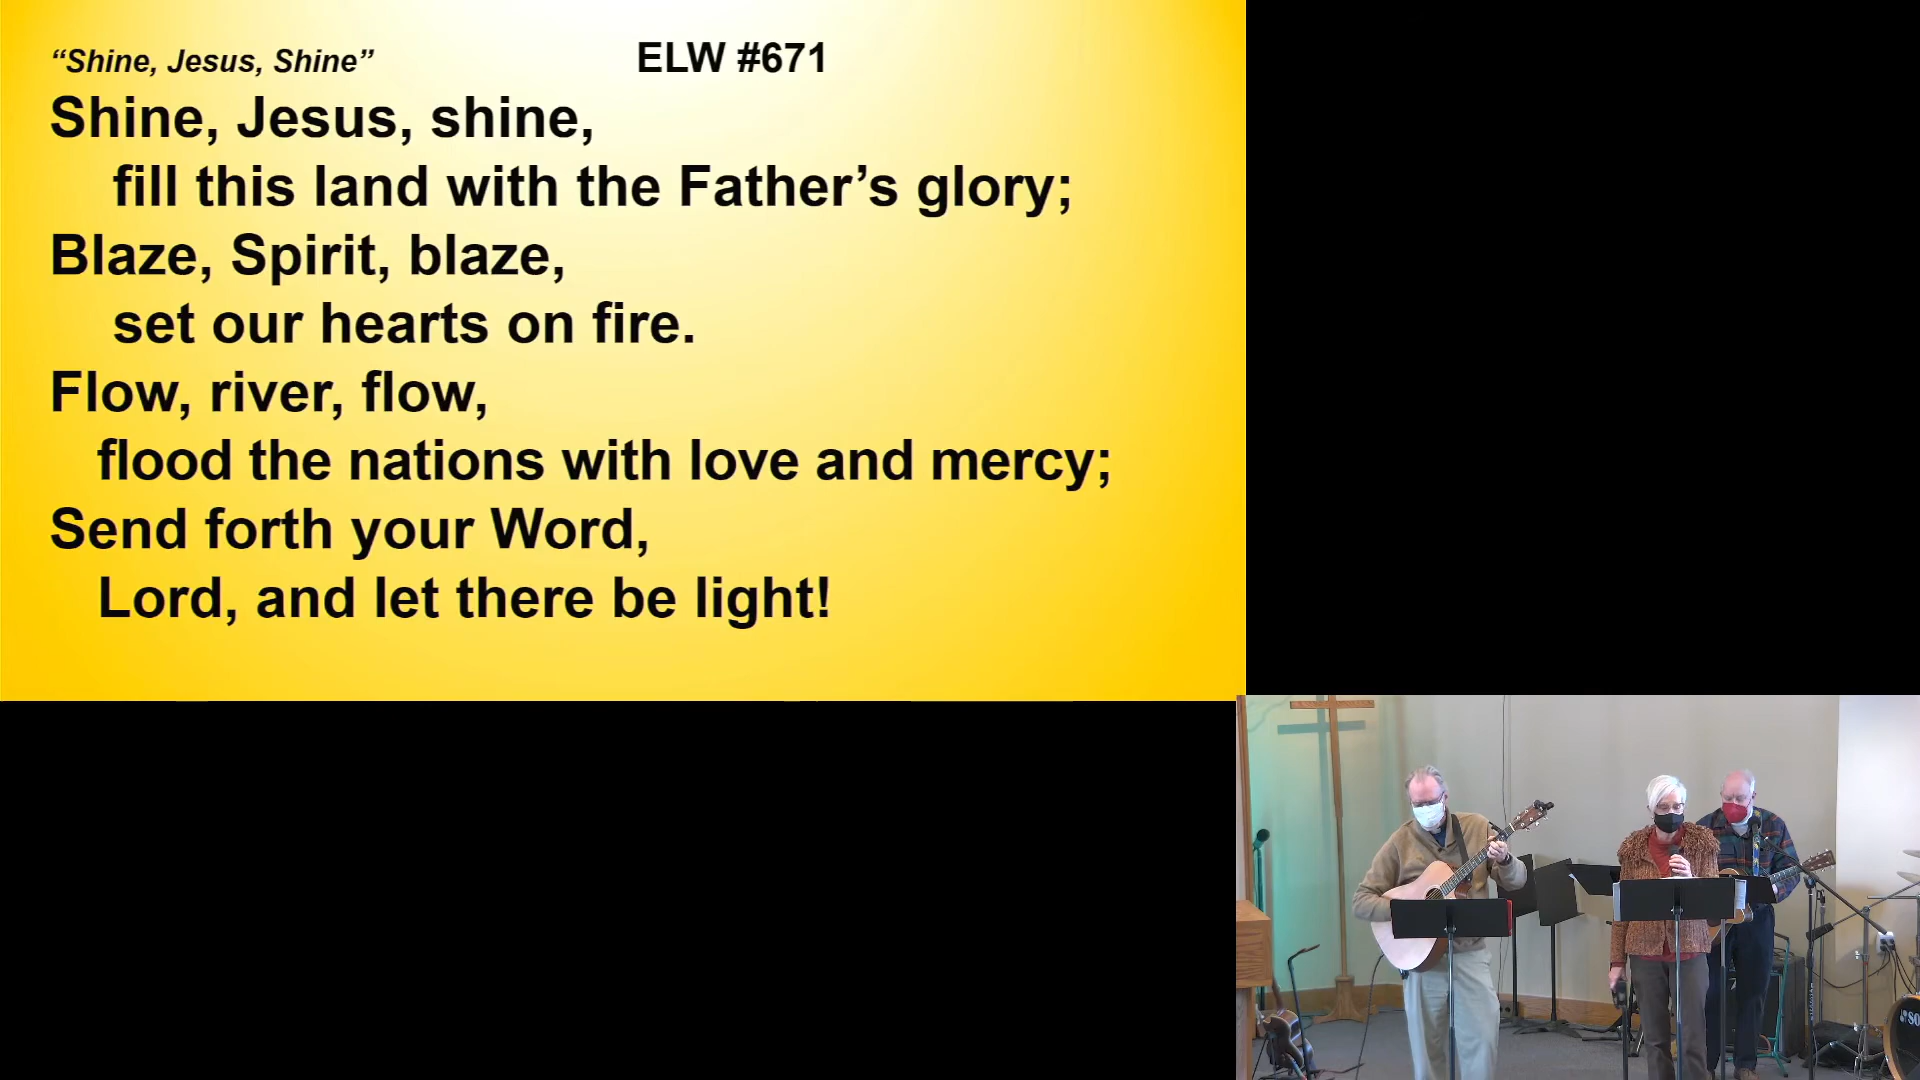 “Shine, Jesus, Shine” ELW #671
Shine, Jesus, shine,
fill this land with the Father’s glory;
Blaze, Spirit, blaze,
set our hearts on fire.
Flow, river, flow,
flood the nations with love and mercy;
Send forth your Word,
Lord, and let there be light!